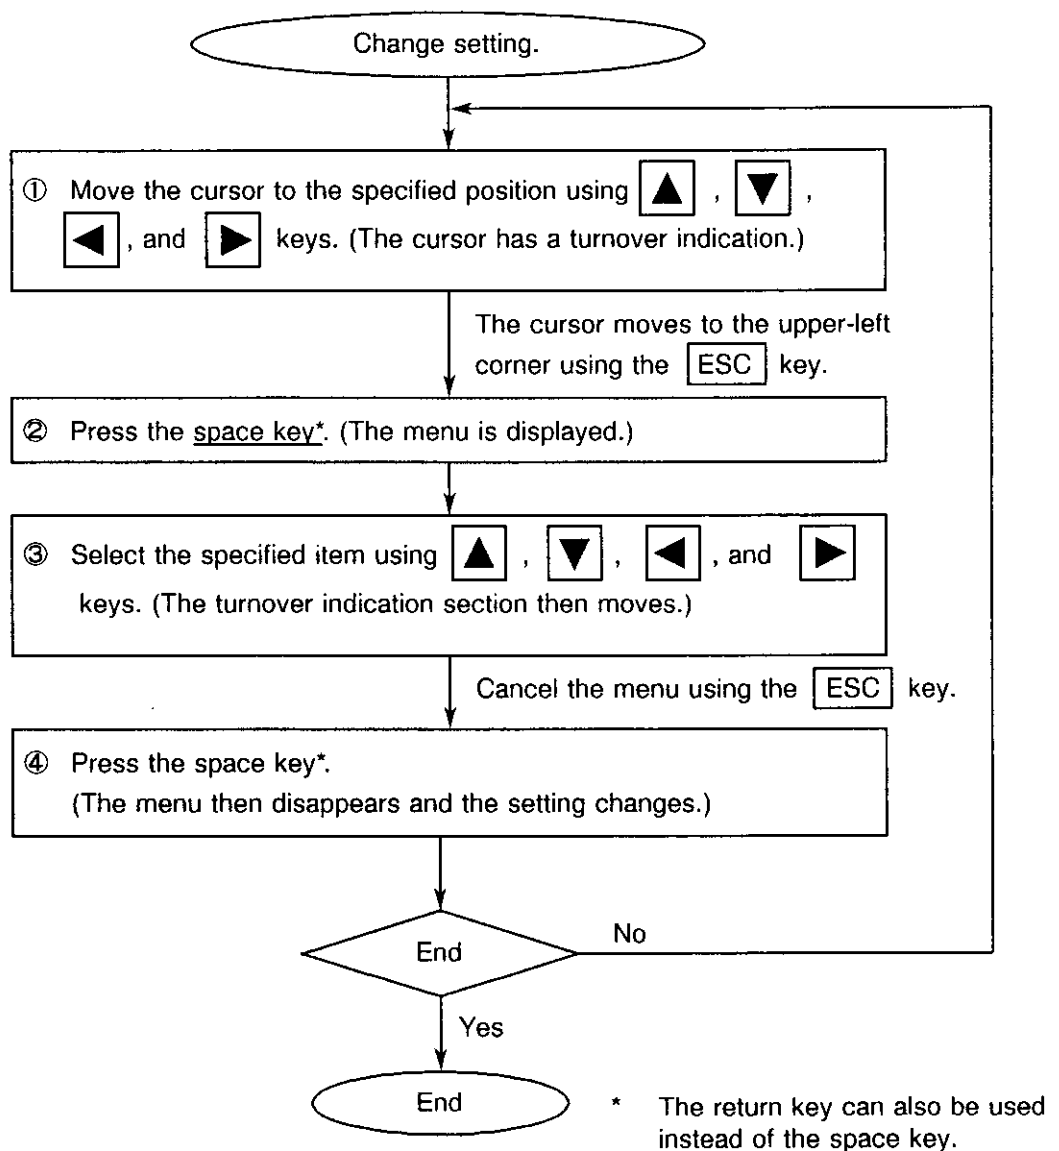 Change setting.
① Move the cursor to the specified position using ▲ , ▼ ,
◀ , and ▶ keys. (The cursor has a turnover indication.)
The cursor moves to the upper-left
corner using the ESC key.
② Press the space key*. (The menu is displayed.)
③ Select the specified item using ▲ , ▼ , ◀ , and ▶
keys. (The turnover indication section then moves.)
Cancel the menu using the ESC key.
④ Press the space key*.
(The menu then disappears and the setting changes.)
End
No
Yes
End
* The return key can also be used
instead of the space key.